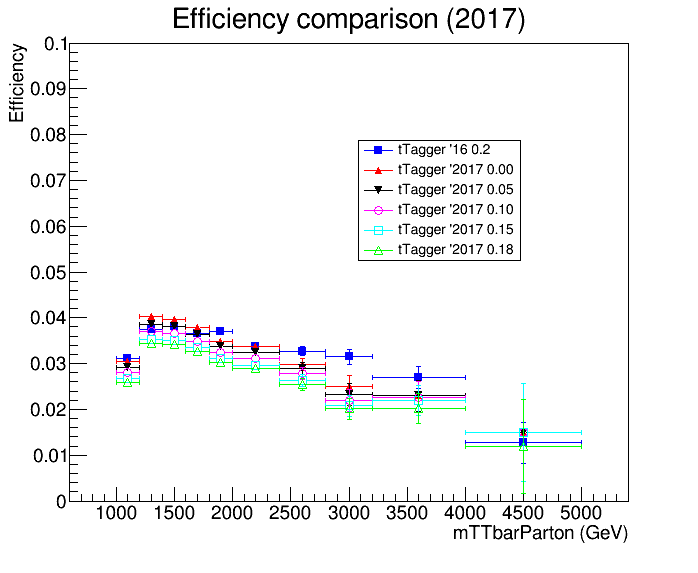 Efficiency comparison (2017)
Efficiency
0.1
0.09
0.08
0.07
0.06
0.05
0.04
0.03
0.02
0.01
0
tTagger '16 0.2
tTagger '2017 0.00
tTagger '2017 0.05
tTagger '2017 0.10
tTagger '2017 0.15
tTagger '2017 0.18
1000 1500 2000 2500 3000 3500 4000 4500 5000
mTTbarParton (GeV)